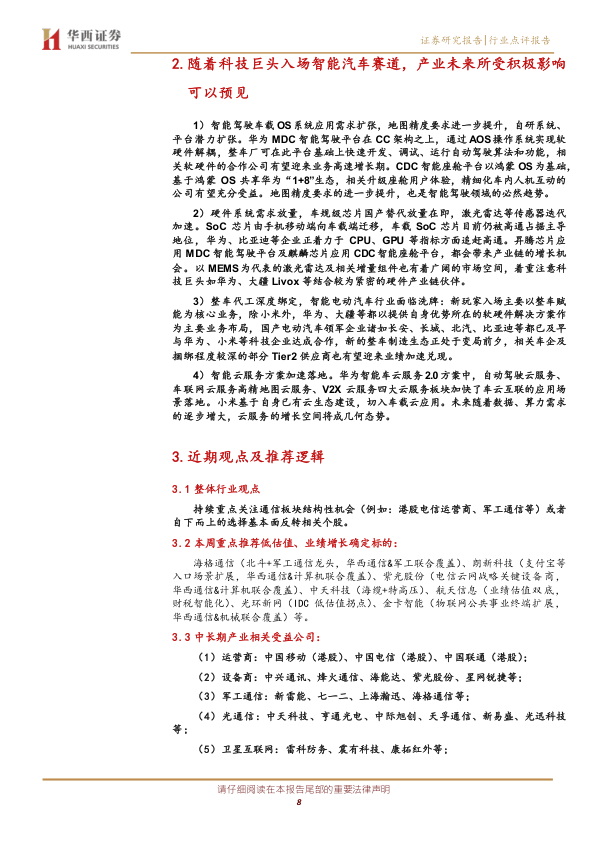 华西证券
HUAXI SECURITIES
证券研究报告|行业点评报告
2.随着科技巨头入场智能汽车赛道，产业未来所受积极影响
可以预见
1）智能驾驶车载OS系统应用需求扩张，地图精度要求进一步提升，自研系统、
平台潜力扩张。华为MDC智能驾驶平台在CC架构之上，通过AOS操作系统实现软
硬件解耦，整车厂可在此平台基础上快速开发、调试、运行自动驾驶算法和功能，相
关软硬件的合作公司有望迎来业务高速增长期。CDC智能座舱平台以鸿蒙OS为基础，
基于鸿蒙 OS 共享华为“1+8”生态，相关升级座舱用户体验，精细化车内人机互动的
公司有望充分受益。地图精度要求的进一步提升，也是智能驾驶领域的必然趋势。
2）硬件系统需求放量，车规级芯片国产替代放量在即，激光雷达等传感器迭代
加速。SoC 芯片由手机移动端向车载端迁移，车载 SoC 芯片目前仍被高通占据主导
地位，华为、比亚迪等企业正着力于 CPU、GPU 等指标方面追赶高通。昇腾芯片应
用MDC智能驾驶平台及麒麟芯片应用CDC智能座舱平台，都会带来产业链的增长机
会。以MEMS为代表的激光雷达及相关增量组件也有着广阔的市场空间，着重注意科
技巨头如华为、大疆 Livox 等结合较为紧密的硬件产业链伙伴。
3）整车代工深度绑定，智能电动汽车行业面临洗牌：新玩家入场主要以整车赋
能为核心业务，除小米外，华为、大疆等都以提供自身优势所在的软硬件解决方案作
为主要业务布局，国产电动汽车领军企业诸如长安、长城、北汽、比亚迪等都已及早
与华为、小米等科技企业达成合作，新的整车制造生态正处于变局前夕，相关车企及
捆绑程度较深的部分Tier2供应商也有望迎来业绩加速兑现。
4）智能云服务方案加速落地。华为智能车云服务2.0方案中，自动驾驶云服务、
车联网云服务高精地图云服务、V2X 云服务四大云服务板块加快了车云互联的应用场
景落地。小米基于自身已有云生态建设，切入车载云应用。未来随着数据、算力需求
的逐步增大，云服务的增长空间将成几何态势。
3.近期观点及推荐逻辑
3.1 整体行业观点
持续重点关注通信板块结构性机会（例如：港股电信运营商、军工通信等）或者
自下而上的选择基本面反转相关个股。
3.2 本周重点推荐低估值、业绩增长确定标的：
海格通信（北斗+军工通信龙头，华西通信&军工联合覆盖）、朗新科技（支付宝等
入口场景扩展，华西通信&计算机联合覆盖）、紫光股份（电信云网战略关键设备商，
华西通信&计算机联合覆盖）、中天科技（海缆+特高压）、航天信息（业绩估值双底，
财税智能化）、光环新网（IDC 低估值拐点）、金卡智能（物联网公共事业终端扩展，
华西通信&机械联合覆盖）等。
3.3 中长期产业相关受益公司：
（1）运营商：中国移动（港股）、中国电信（港股）、中国联通（港股）；
（2）设备商：中兴通讯、烽火通信、海能达、紫光股份、星网锐捷等；
（3）军工通信：新雷能、七一二、上海瀚迅、海格通信等；
（4）光通信：中天科技、亨通光电、中际旭创、天孚通信、新易盛、光迅科技
等；
（5）卫星互联网：雷科防务、震有科技、康拓红外等；
请仔细阅读在本报告尾部的重要法律声明
8